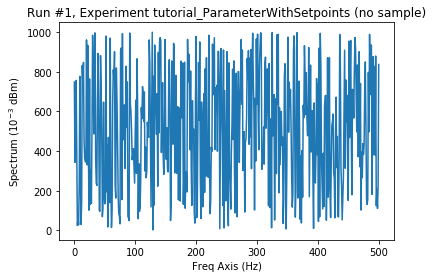 Run #1, Experiment tutorial_ParameterWithSetpoints (no sample)
1000
800
600
400
200
0
Spectrum (10⁻³ dBm)
0 100 200 300 400 500
Freq Axis (Hz)